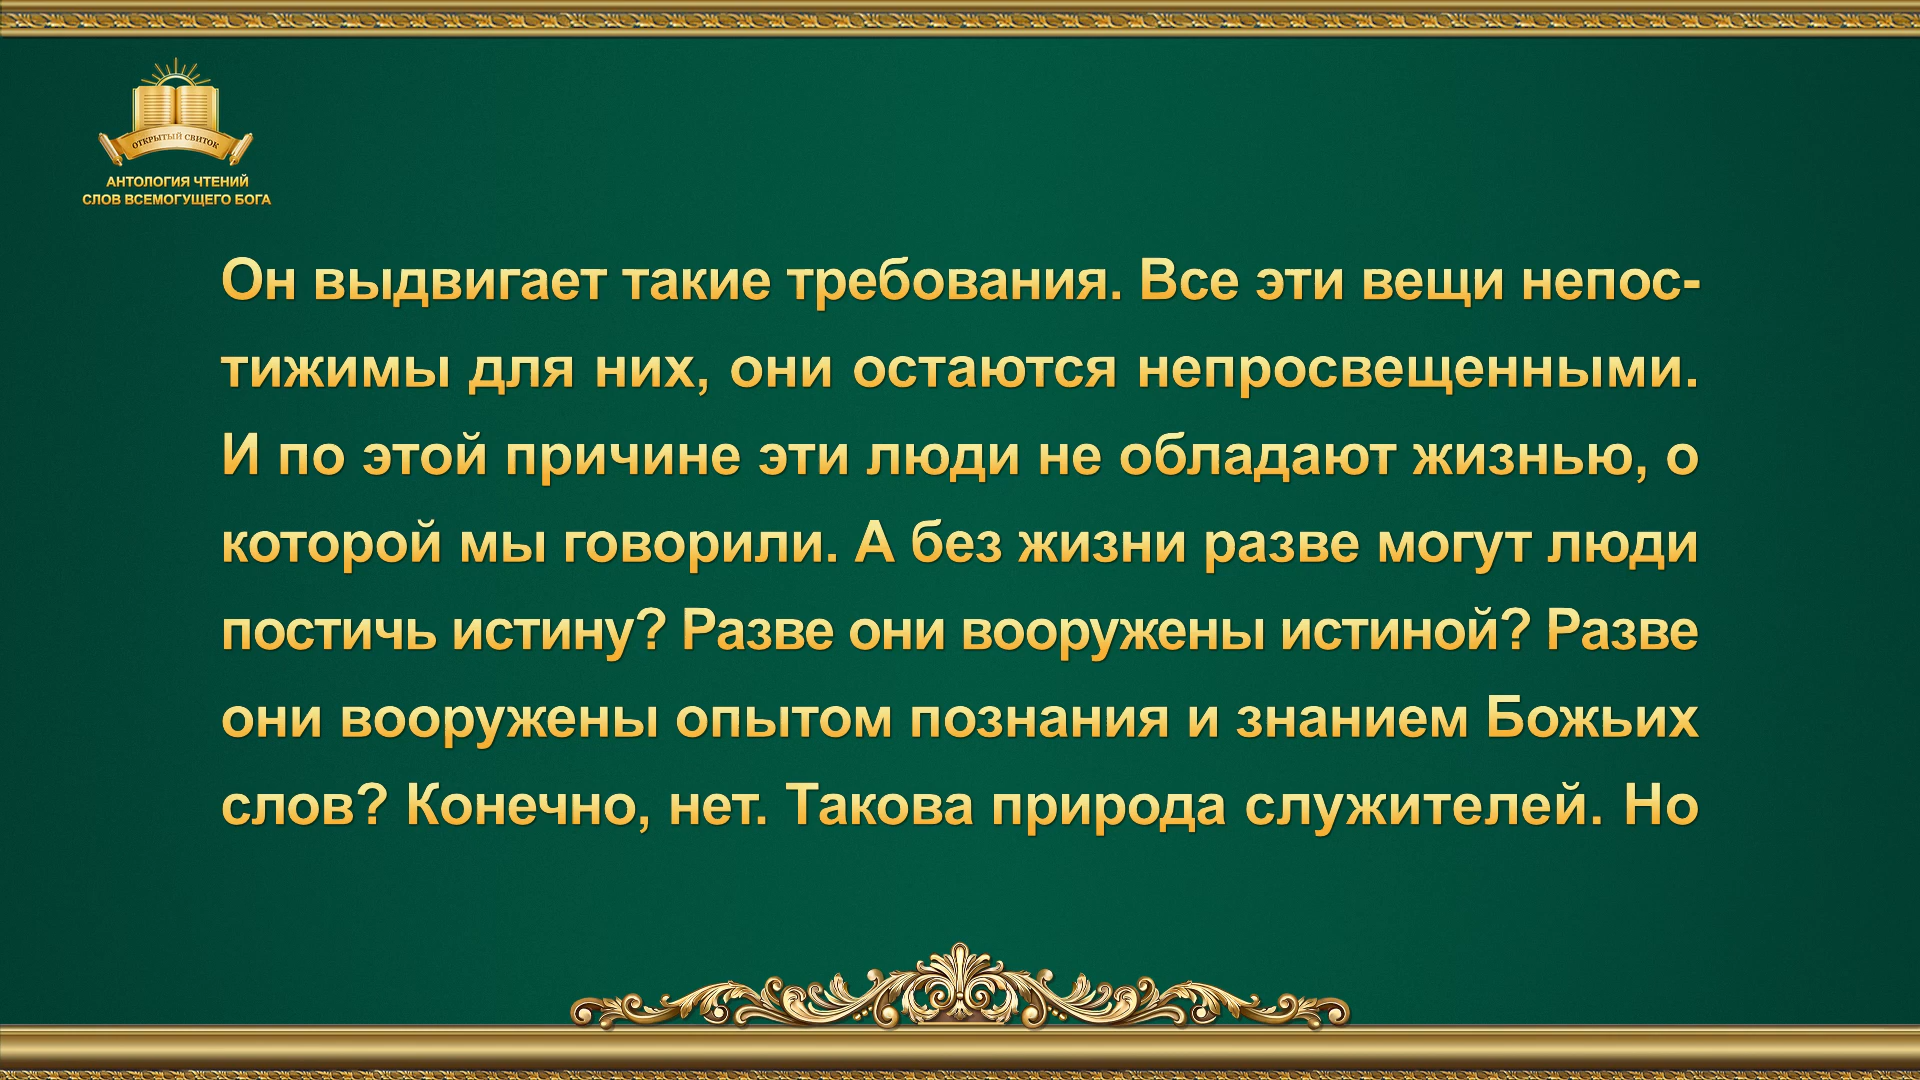 ОТКРЫТЫЙ СВИТОК
АНТОЛОГИЯ ЧТЕНИЙ
СЛОВ ВСЕМОГУЩЕГО БОГА
Он выдвигает такие требования. Все эти вещи непос-
тижимы для них, они остаются непросвещенными.
И по этой причине эти люди не обладают жизнью, о
которой мы говорили. А без жизни разве могут люди
постичь истину? Разве они вооружены истиной? Разве
они вооружены опытом познания и знанием Божьих
слов? Конечно, нет. Такова природа служителей. Но